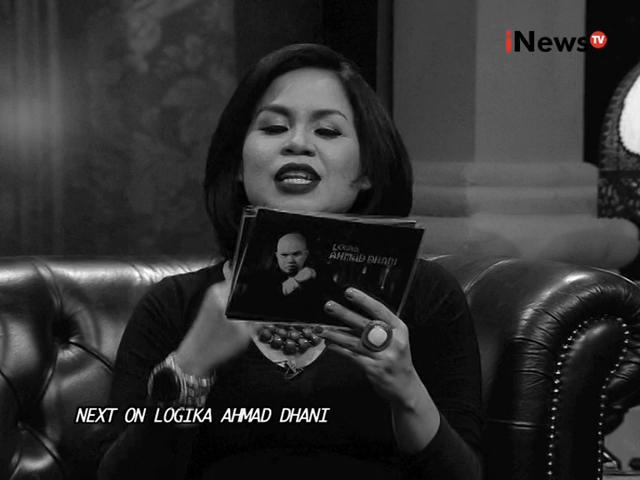 iNews TV
LOGIKA
AHMAD DHANI
NEXT ON LOGIKA AHMAD DHANI